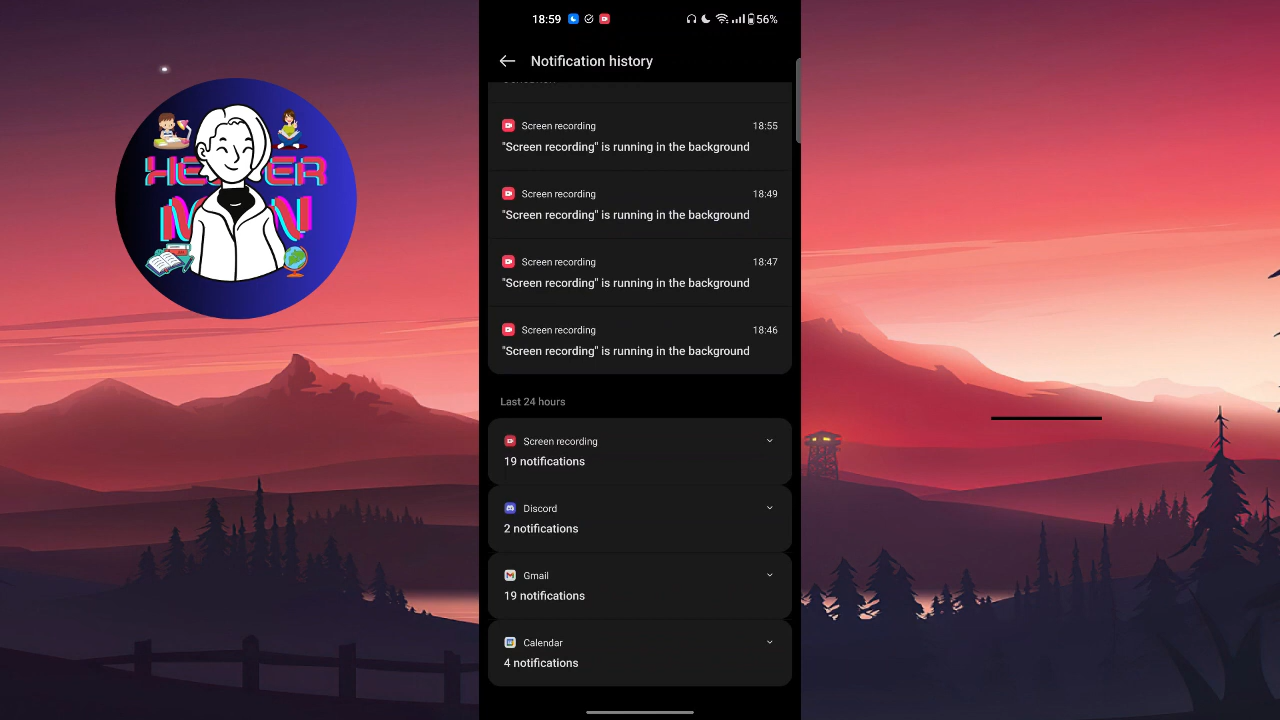 18:59
56%
Notification history
Screen recording 18:55
"Screen recording" is running in the background
Screen recording 18:49
"Screen recording" is running in the background
Screen recording 18:47
"Screen recording" is running in the background
Screen recording 18:46
"Screen recording" is running in the background
Last 24 hours
Screen recording
19 notifications
Discord
2 notifications
Gmail
19 notifications
Calendar
4 notifications